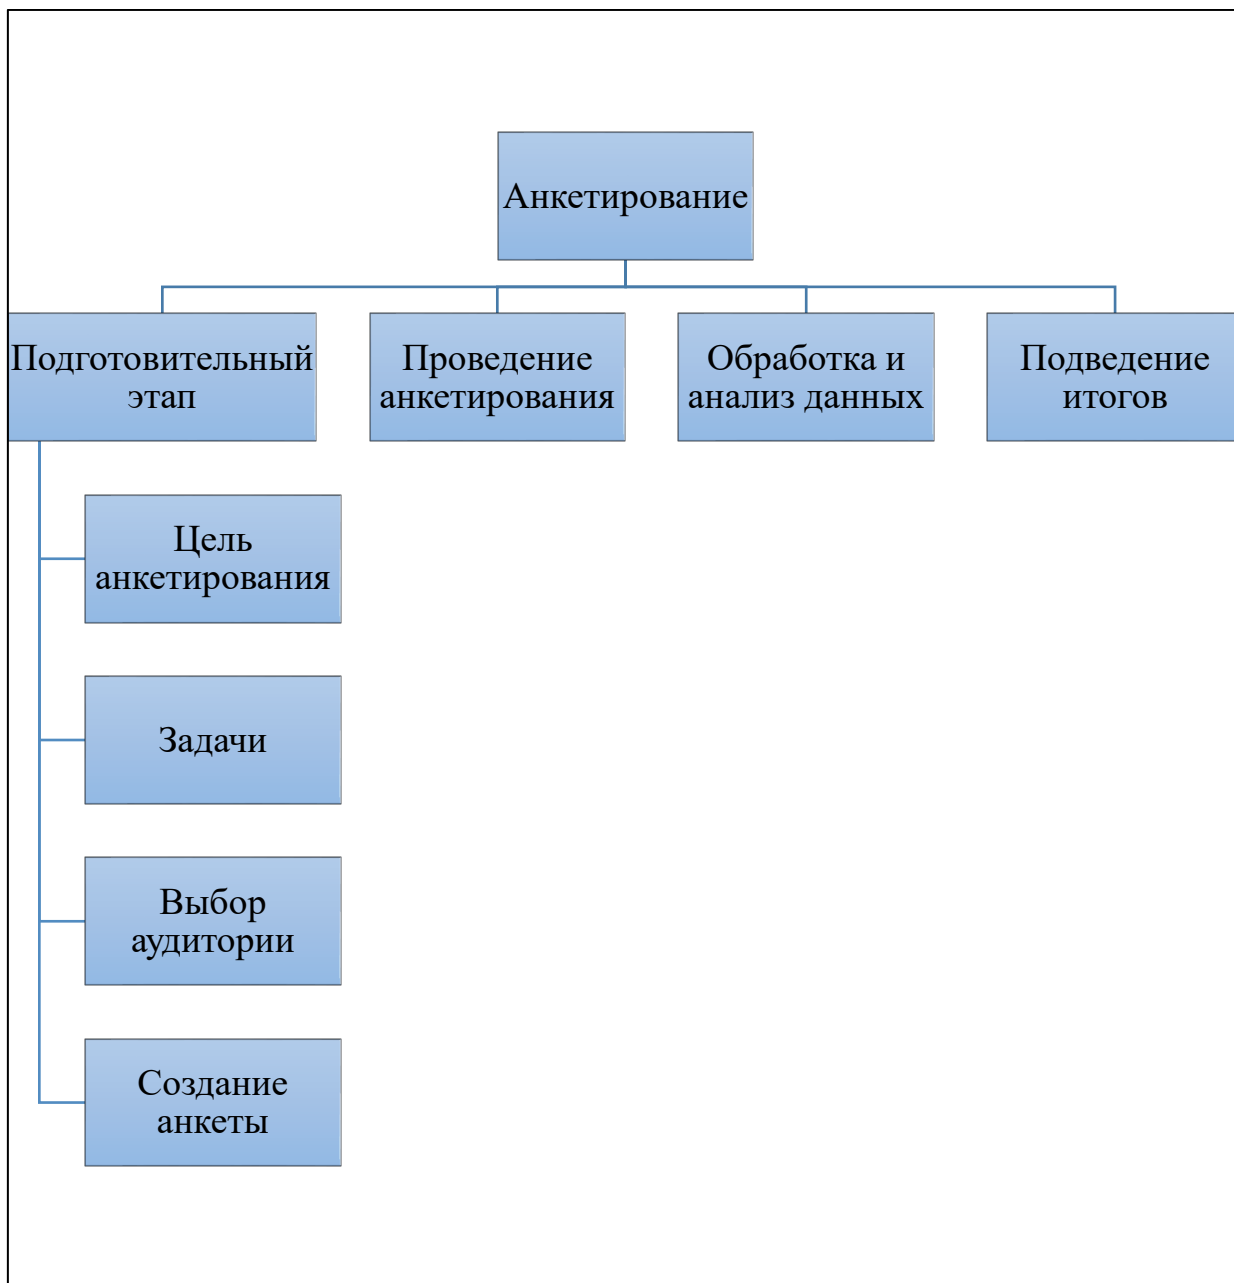 Анкетирование
Подготовительный
этап
Проведение
анкетирования
Обработка и
анализ данных
Подведение
итогов
Цель
анкетирования
Задачи
Выбор
аудитории
Создание
анкеты